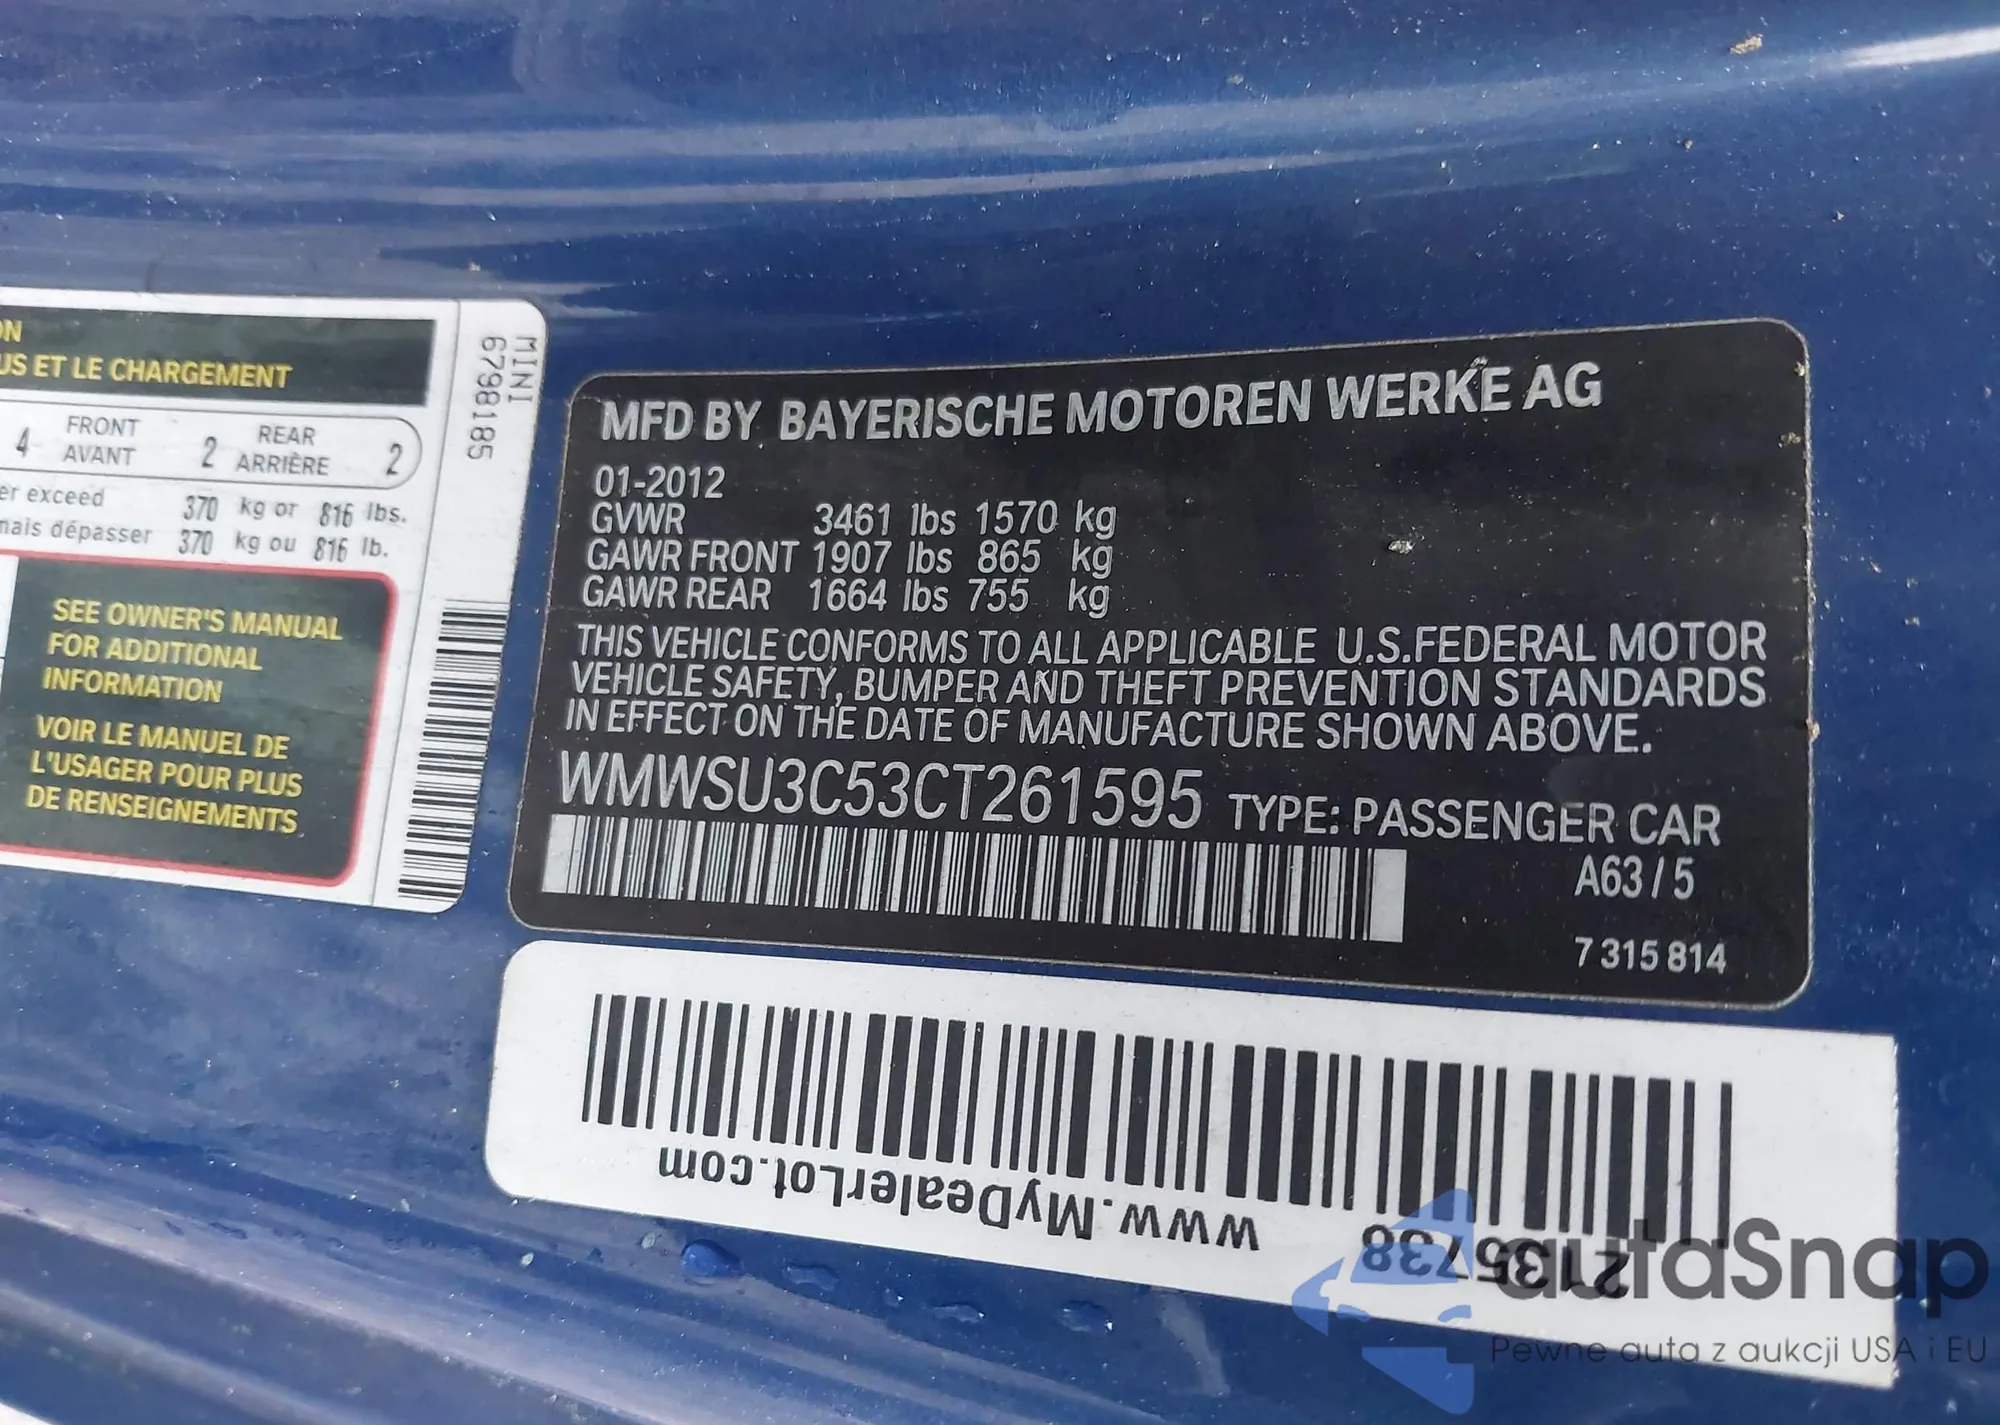 ON
US ET LE CHARGEMENT
4 FRONT AVANT 2 REAR ARRIÈRE 2
er exceed 370 kg or 816 lbs.
mais dépasser 370 kg ou 816 lb.
SEE OWNER'S MANUAL
FOR ADDITIONAL
INFORMATION
VOIR LE MANUEL DE
L'USAGER POUR PLUS
DE RENSEIGNEMENTS
MINI
6798185
MFD BY BAYERISCHE MOTOREN WERKE AG
01-2012
GVWR 3461 lbs 1570 kg
GAWR FRONT 1907 lbs 865 kg
GAWR REAR 1664 lbs 755 kg
THIS VEHICLE CONFORMS TO ALL APPLICABLE U.S.FEDERAL MOTOR
VEHICLE SAFETY, BUMPER AND THEFT PREVENTION STANDARDS
IN EFFECT ON THE DATE OF MANUFACTURE SHOWN ABOVE.
WMWSU3C53CT261595 TYPE: PASSENGER CAR
A63 / 5
7 315 814
21235738 www.MyDealerLot.com
autaSnap
Pewne auta z aukcji USA i EU